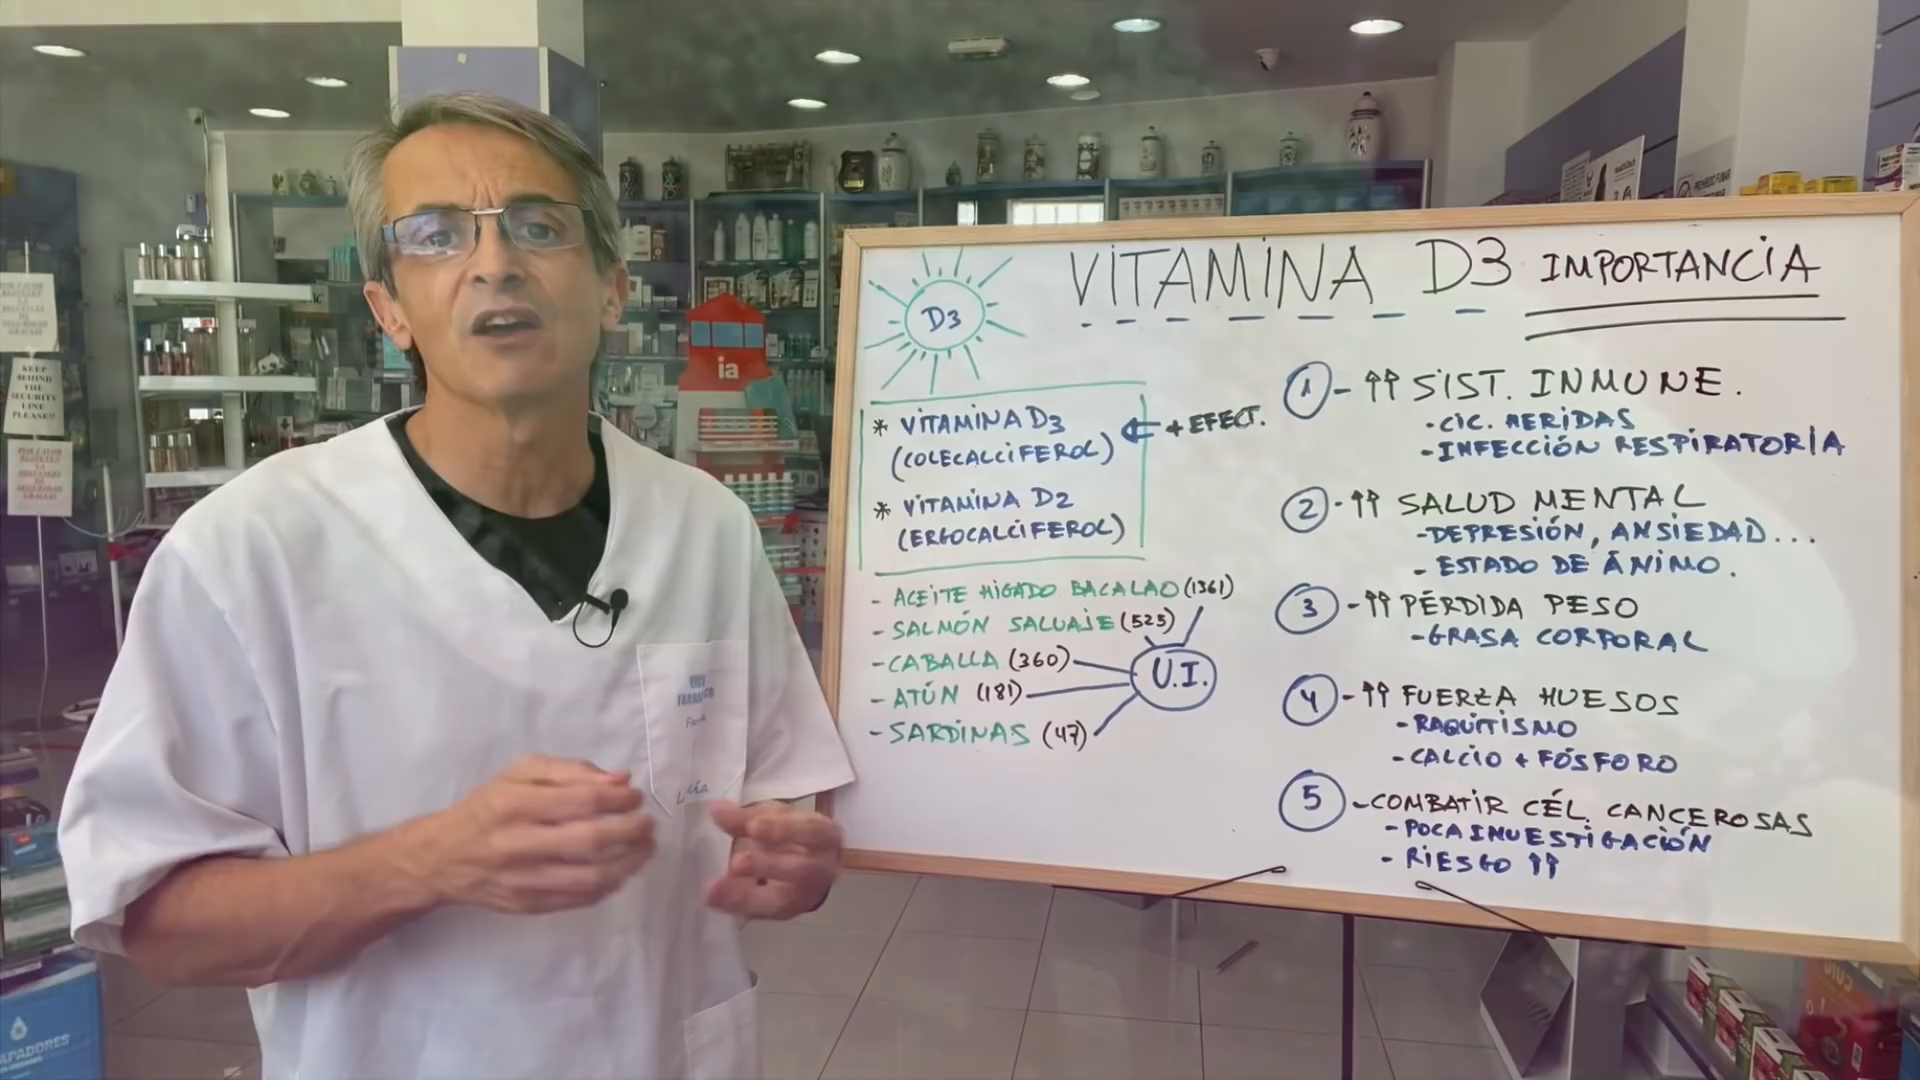 KEEP
BEHIND
THE
SECURITY
LINE
PLEASE!!
ia
PROHIBIDO FUMAR
VITAMINA D3 IMPORTANCIA
D3
* VITAMINA D3
(COLECALCIFEROL)
← + EFECT.
* VITAMINA D2
(ERGOCALCIFEROL)
- ACEITE HIGADO BACALAO (1361)
- SALMÓN SALVAJE (525)
- CABALLA (360)
- ATÚN (181)
- SARDINAS (47)
U.I.
1 - ↑↑ SIST. INMUNE.
- CIC. HERIDAS
- INFECCIÓN RESPIRATORIA
2 - ↑↑ SALUD MENTAL
- DEPRESIÓN, ANSIEDAD...
- ESTADO DE ÁNIMO.
3 - ↑↑ PÉRDIDA PESO
- GRASA CORPORAL
4 - ↑↑ FUERZA HUESOS
- RAQUITISMO
- CALCIO + FÓSFORO
5 - COMBATIR CÉL. CANCEROSAS
- POCA INVESTIGACIÓN
- RIESGO ↑↑